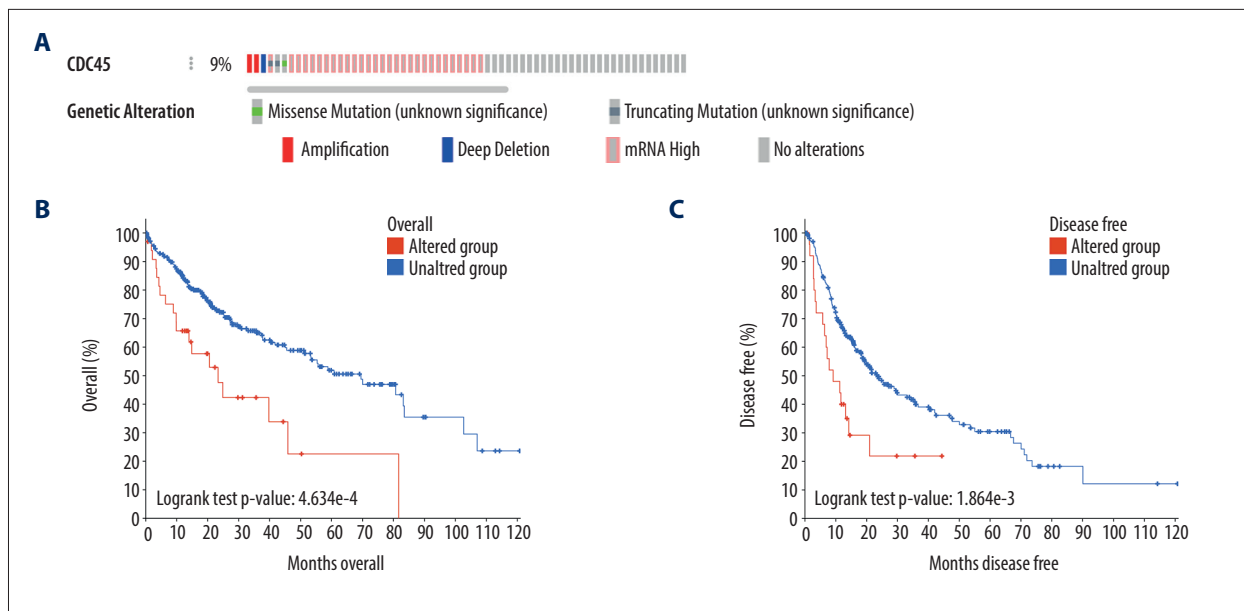 A
CDC45 9%
Genetic Alteration Missense Mutation (unknown significance) Truncating Mutation (unknown significance)
Amplification Deep Deletion mRNA High No alterations
B
Overall
Altered group
Unaltred group
100
90
80
70
60
50
40
30
20
10
0
Overall (%)
Logrank test p-value: 4.634e-4
0 10 20 30 40 50 60 70 80 90 100 110 120
Months overall
C
Disease free
Altered group
Unaltred group
100
90
80
70
60
50
40
30
20
10
0
Disease free (%)
Logrank test p-value: 1.864e-3
0 10 20 30 40 50 60 70 80 90 100 110 120
Months disease free